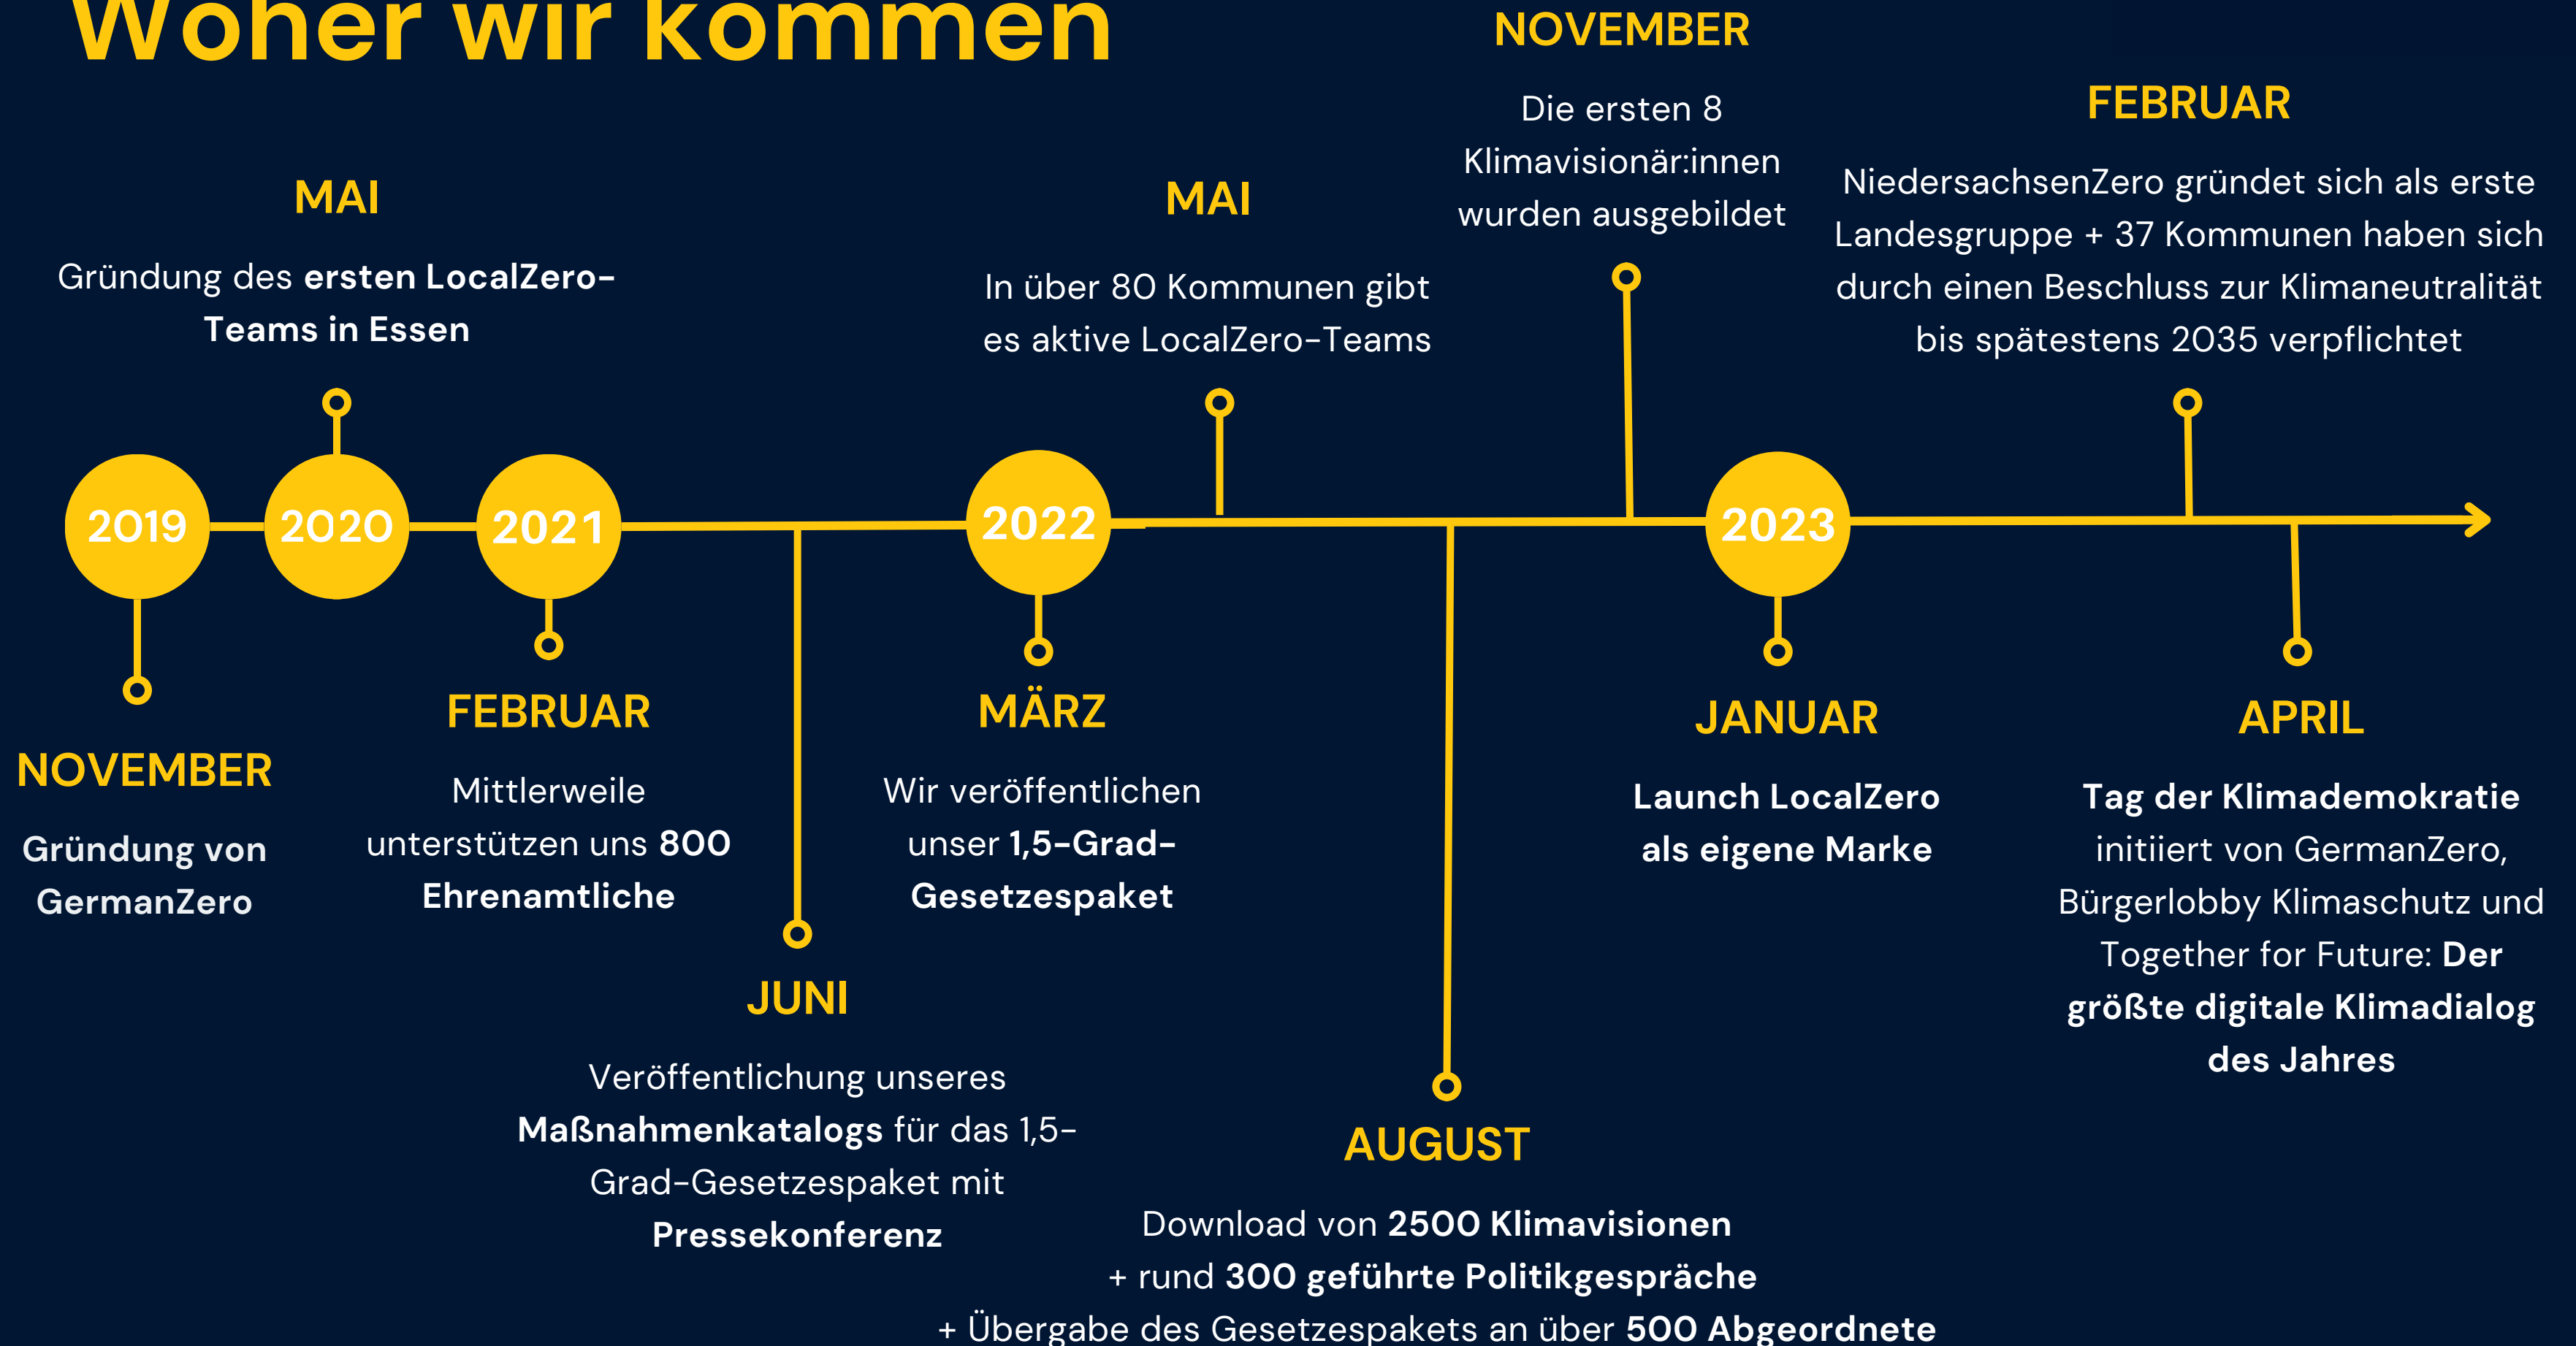 Woher wir kommen
MAI
Gründung des ersten LocalZero-
Teams in Essen
MAI
In über 80 Kommunen gibt
es aktive LocalZero-Teams
NOVEMBER
Die ersten 8
Klimavisionär:innen
wurden ausgebildet
FEBRUAR
NiedersachsenZero gründet sich als erste
Landesgruppe + 37 Kommunen haben sich
durch einen Beschluss zur Klimaneutralität
bis spätestens 2035 verpflichtet
2019
2020
2021
2022
2023
NOVEMBER
Gründung von
GermanZero
FEBRUAR
Mittlerweile
unterstützen uns 800
Ehrenamtliche
JUNI
Veröffentlichung unseres
Maßnahmenkatalogs für das 1,5-
Grad-Gesetzespaket mit
Pressekonferenz
MÄRZ
Wir veröffentlichen
unser 1,5-Grad-
Gesetzespaket
AUGUST
Download von 2500 Klimavisionen
+ rund 300 geführte Politikgespräche
+ Übergabe des Gesetzespakets an über 500 Abgeordnete
JANUAR
Launch LocalZero
als eigene Marke
APRIL
Tag der Klimademokratie
initiiert von GermanZero,
Bürgerlobby Klimaschutz und
Together for Future: Der
größte digitale Klimadialog
des Jahres